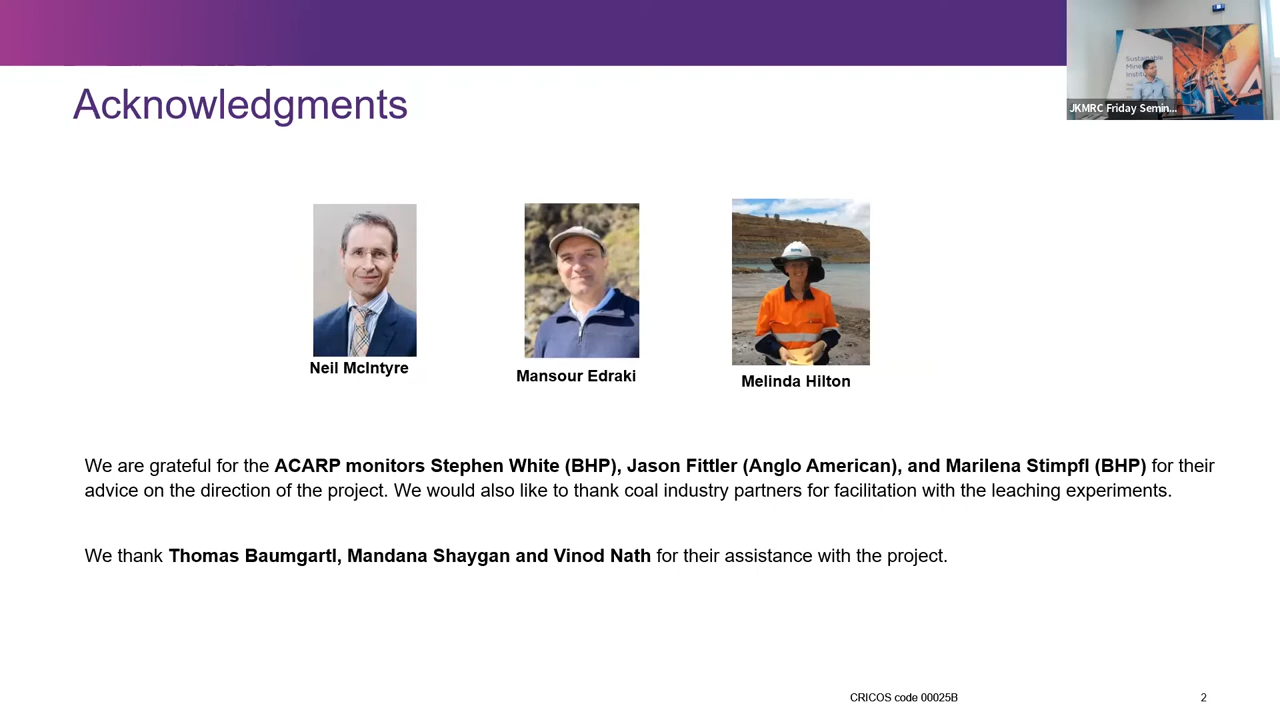 Acknowledgments
Sustainable
JKMRC Friday Semin...
Neil McIntyre
Mansour Edraki
Melinda Hilton
We are grateful for the ACARP monitors Stephen White (BHP), Jason Fittler (Anglo American), and Marilena Stimpfl (BHP) for their
advice on the direction of the project. We would also like to thank coal industry partners for facilitation with the leaching experiments.
We thank Thomas Baumgartl, Mandana Shaygan and Vinod Nath for their assistance with the project.
CRICOS code 00025B
2